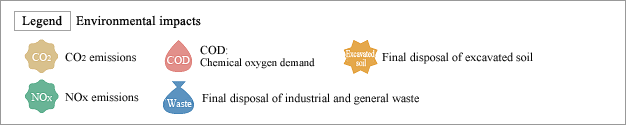 Legend Environmental impacts
CO2 CO2 emissions
COD COD:
Chemical oxygen demand
Excavated
soil
Final disposal of excavated soil
NOx NOx emissions
Waste Final disposal of industrial and general waste